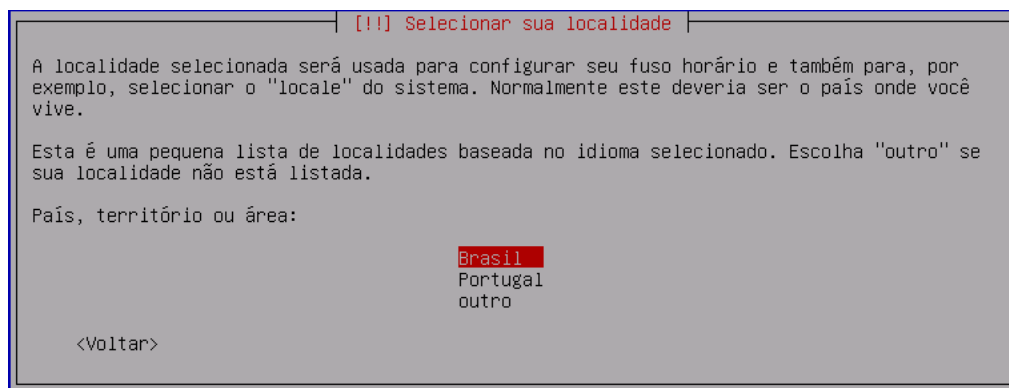 [!!] Selecionar sua localidade
A localidade selecionada será usada para configurar seu fuso horário e também para, por
exemplo, selecionar o "locale" do sistema. Normalmente este deveria ser o país onde você
vive.
Esta é uma pequena lista de localidades baseada no idioma selecionado. Escolha "outro" se
sua localidade não está listada.
País, território ou área:
Brasil
Portugal
outro
<Voltar>